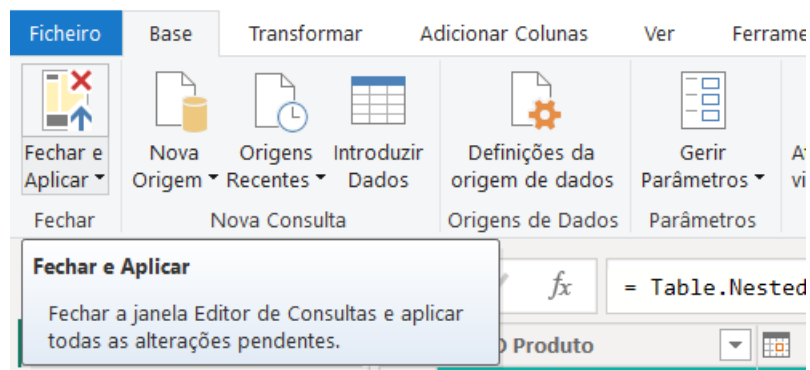 Ficheiro Base Transformar Adicionar Colunas Ver
Fechar e Nova Origens Introduzir Definições da Gerir
Aplicar Origem Recentes Dados origem de dados Parâmetros
Fechar Nova Consulta Origens de Dados Parâmetros
Fechar e Aplicar
fx = Table.Nested
Fechar a janela Editor de Consultas e aplicar
todas as alterações pendentes.
Produto